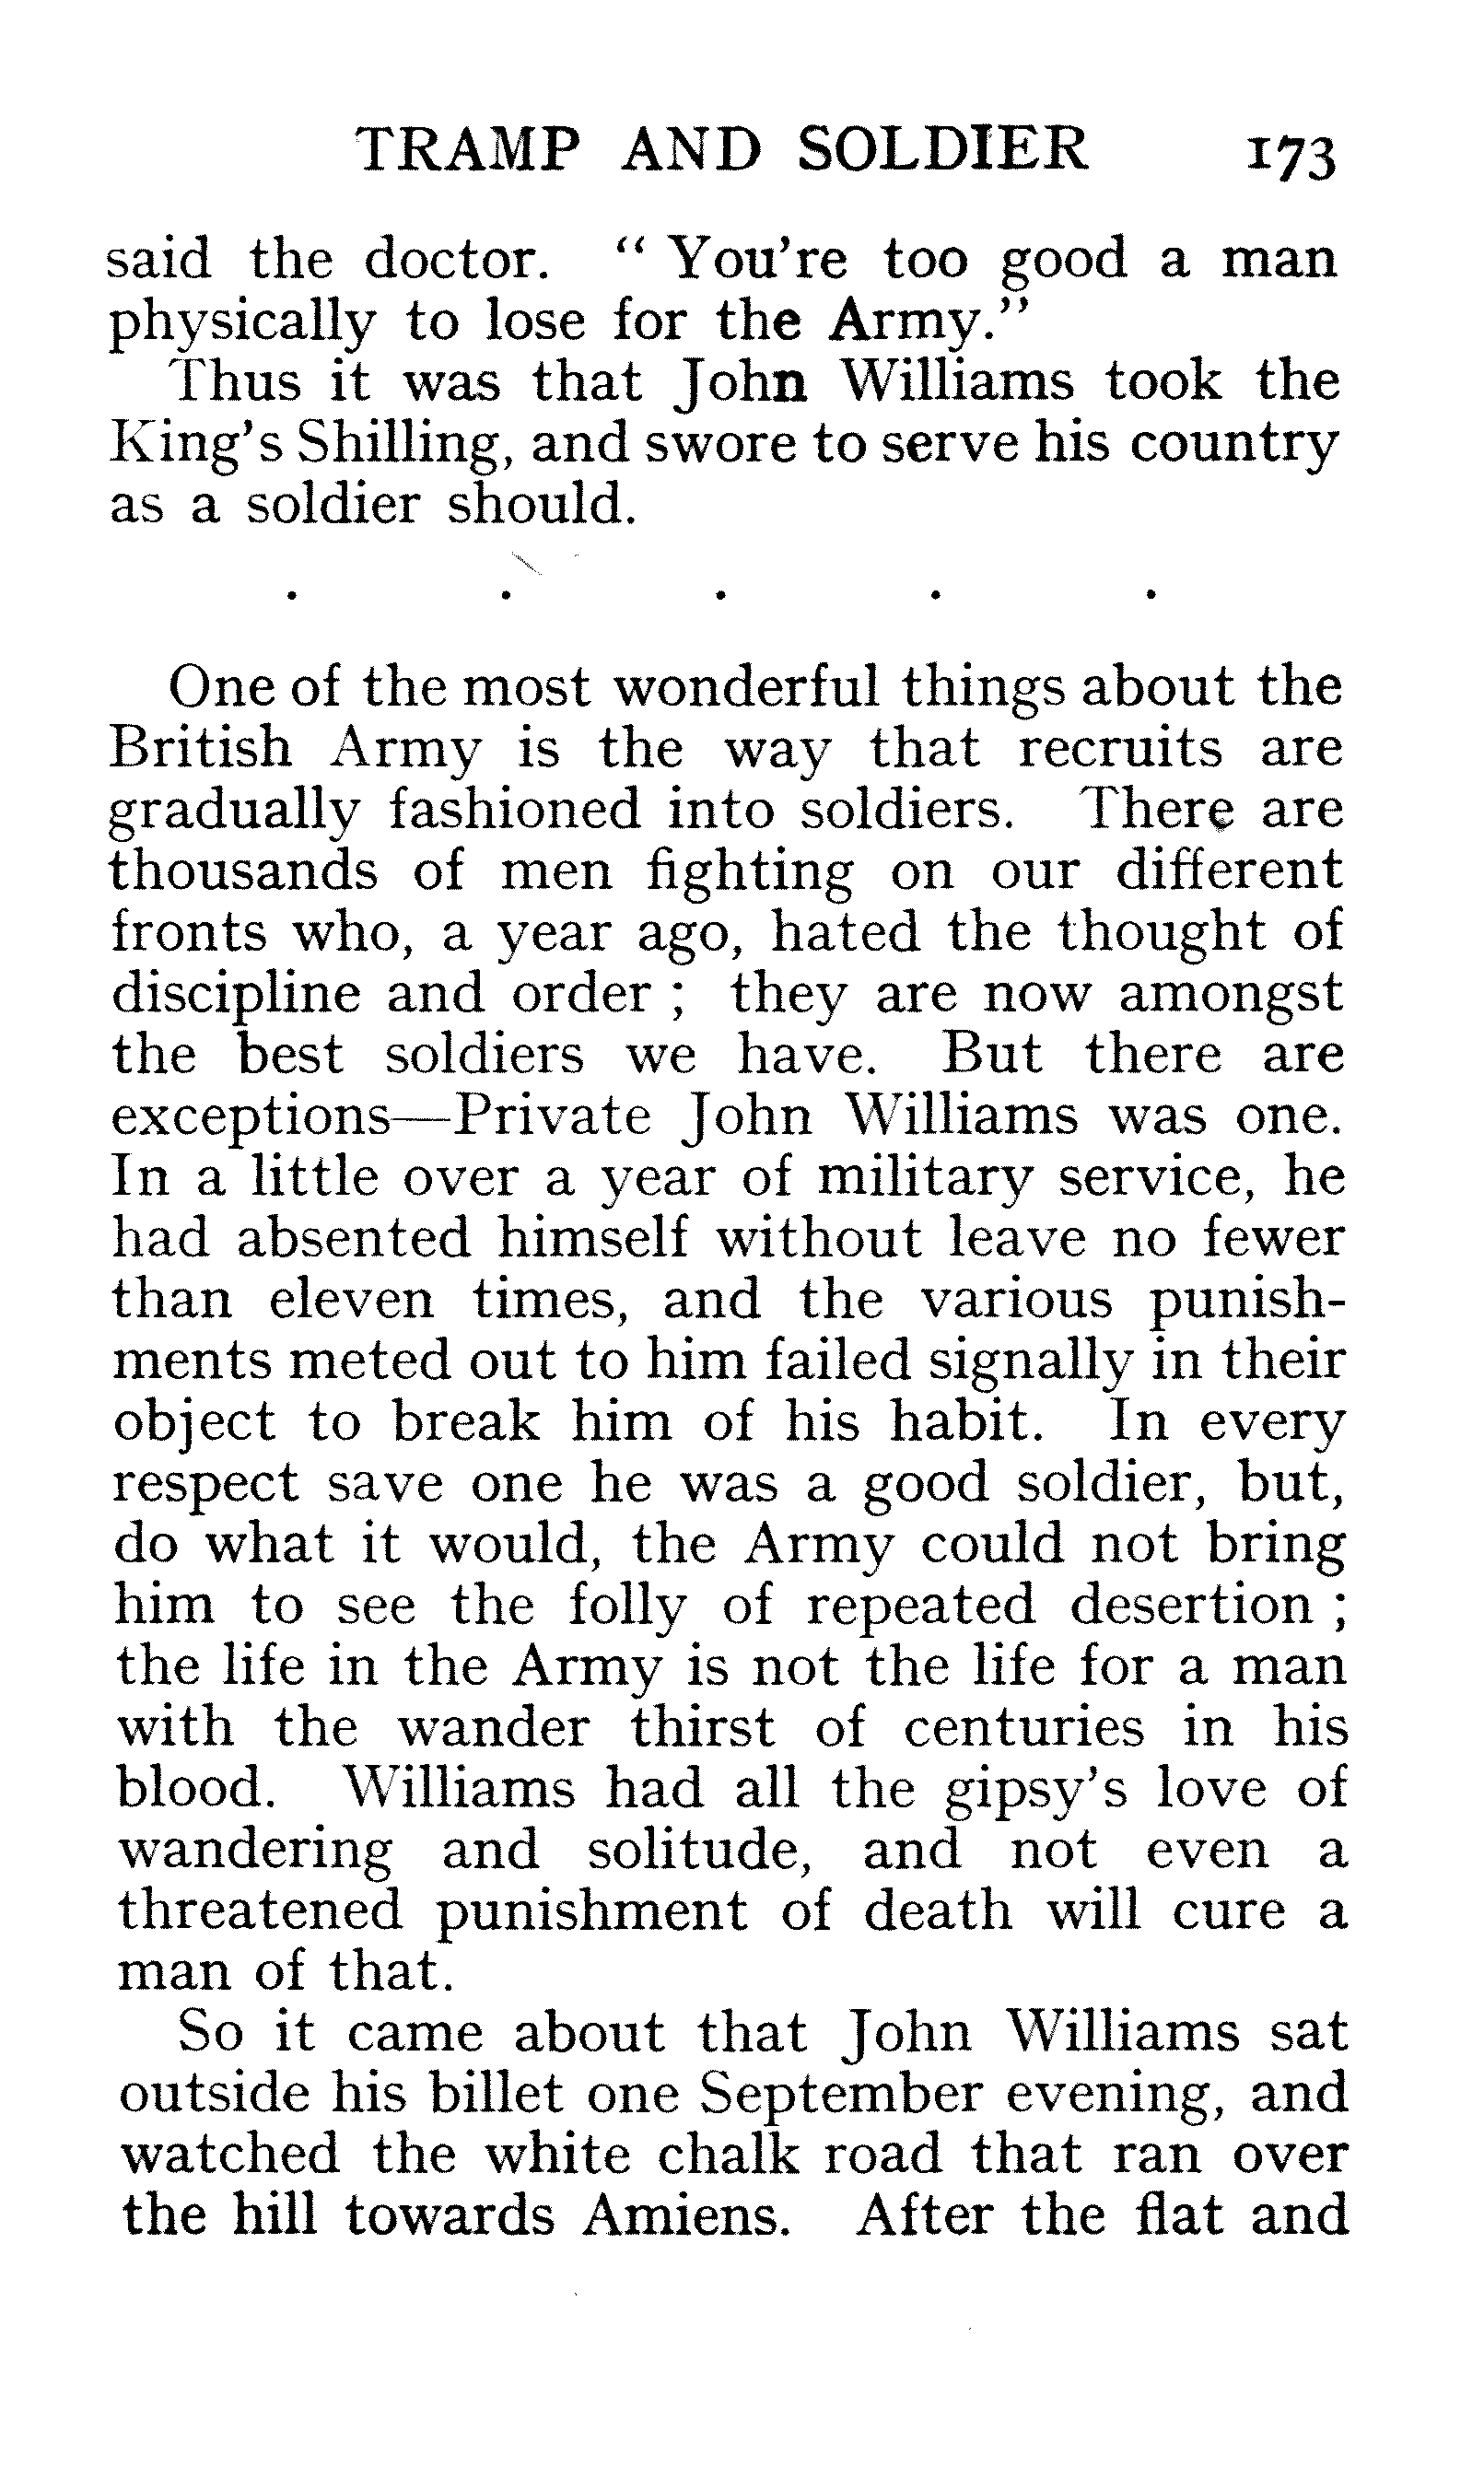 TRAMP AND SOLDIER 173
said the doctor. “ You're too good a man
physically to lose for the Army.”
Thus it was that John Williams took the
King's Shilling, and swore to serve his country
as a soldier should.
. . . . .
One of the most wonderful things about the
British Army is the way that recruits are
gradually fashioned into soldiers. There are
thousands of men fighting on our different
fronts who, a year ago, hated the thought of
discipline and order ; they are now amongst
the best soldiers we have. But there are
exceptions—Private John Williams was one.
In a little over a year of military service, he
had absented himself without leave no fewer
than eleven times, and the various punish-
ments meted out to him failed signally in their
object to break him of his habit. In every
respect save one he was a good soldier, but,
do what it would, the Army could not bring
him to see the folly of repeated desertion ;
the life in the Army is not the life for a man
with the wander thirst of centuries in his
blood. Williams had all the gipsy's love of
wandering and solitude, and not even a
threatened punishment of death will cure a
man of that.
So it came about that John Williams sat
outside his billet one September evening, and
watched the white chalk road that ran over
the hill towards Amiens. After the flat and